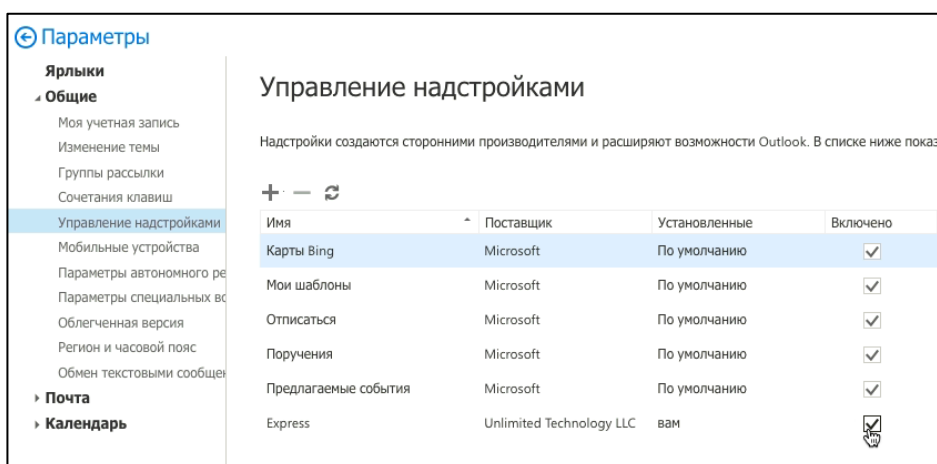 Параметры
Ярлыки
Общие
Моя учетная запись
Изменение темы
Группы рассылки
Сочетания клавиш
Управление надстройками
Мобильные устройства
Параметры автономного ре
Параметры специальных вс
Облегченная версия
Регион и часовой пояс
Обмен текстовыми сообщен
Почта
Календарь
Управление надстройками
Надстройки создаются сторонними производителями и расширяют возможности Outlook. В списке ниже показ
Имя Поставщик Установленные Включено
Карты Bing Microsoft По умолчанию
Мои шаблоны Microsoft По умолчанию
Отписаться Microsoft По умолчанию
Поручения Microsoft По умолчанию
Предлагаемые события Microsoft По умолчанию
Express Unlimited Technology LLC вам